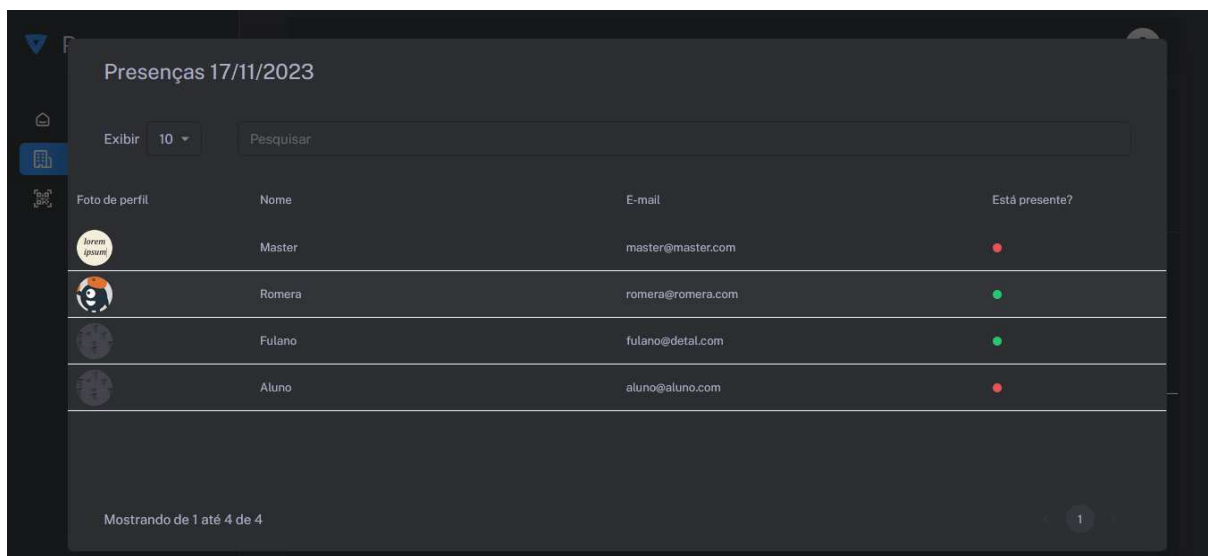 Presenças 17/11/2023
Exibir 10 Pesquisar
Foto de perfil Nome E-mail Está presente?
lorem
ipsum
Master master@master.com
Romera romera@romera.com
Fulano fulano@detal.com
Aluno aluno@aluno.com
Mostrando de 1 até 4 de 4 1